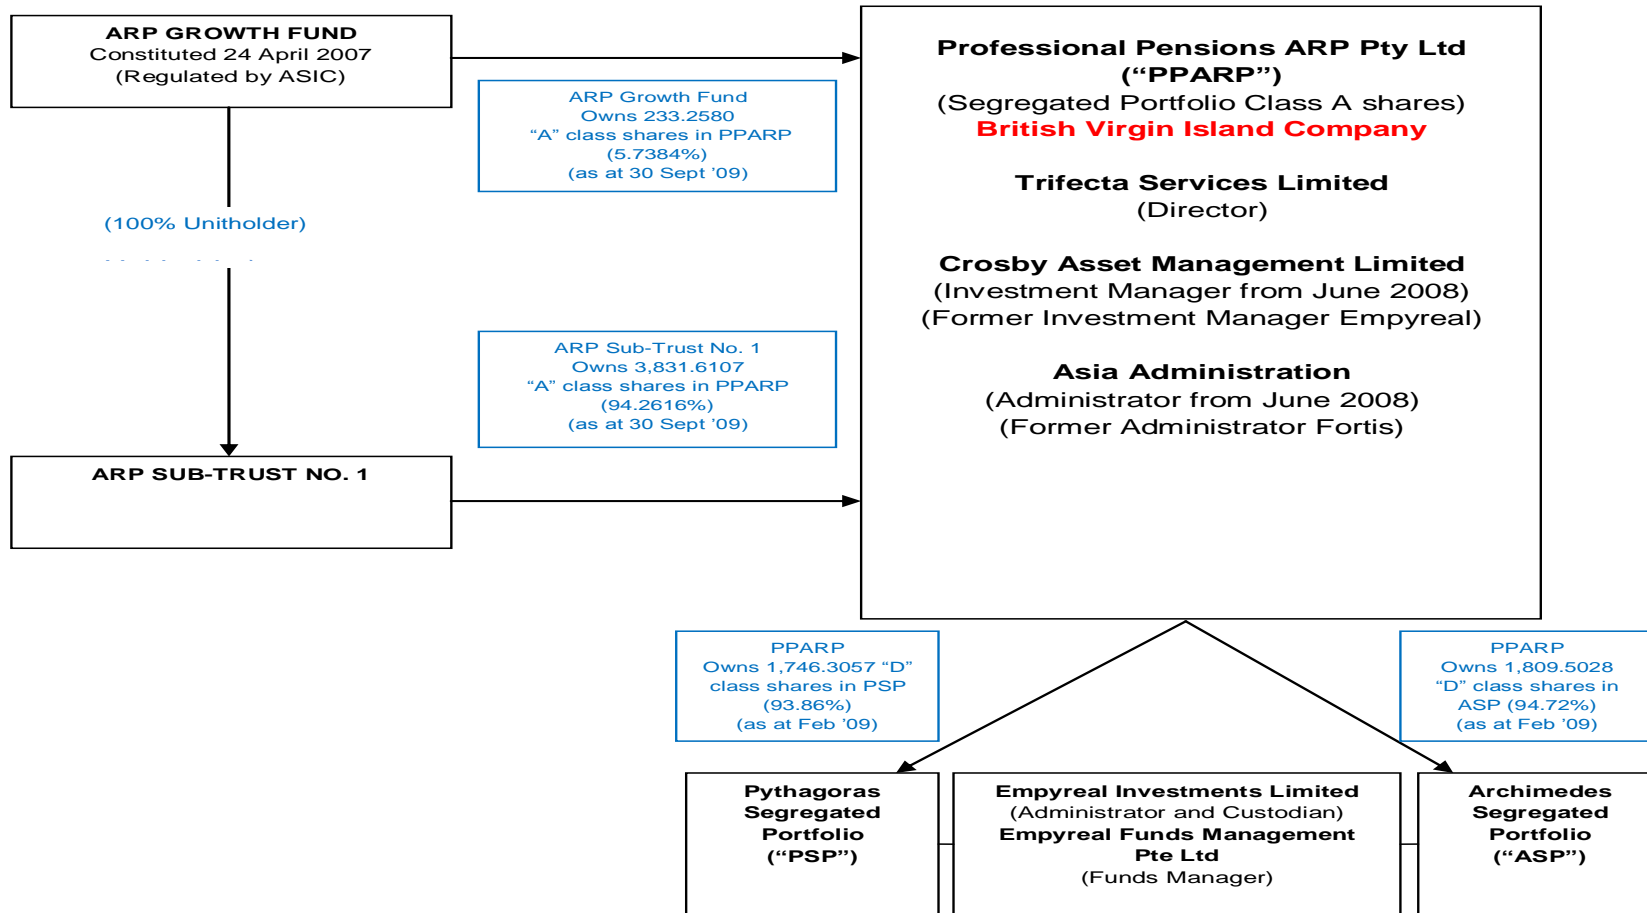 ARP GROWTH FUND
Constituted 24 April 2007
(Regulated by ASIC)
ARP Growth Fund
Owns 233.2580
“A” class shares in PPARP
(5.7384%)
(as at 30 Sept ’09)
(100% Unitholder)
ARP Sub-Trust No. 1
Owns 3,831.6107
“A” class shares in PPARP
(94.2616%)
(as at 30 Sept ’09)
ARP SUB-TRUST NO. 1
Professional Pensions ARP Pty Ltd
(“PPARP”)
(Segregated Portfolio Class A shares)
British Virgin Island Company
Trifecta Services Limited
(Director)
Crosby Asset Management Limited
(Investment Manager from June 2008)
(Former Investment Manager Empyreal)
Asia Administration
(Administrator from June 2008)
(Former Administrator Fortis)
PPARP
Owns 1,746.3057 “D”
class shares in PSP
(93.86%)
(as at Feb ’09)
PPARP
Owns 1,809.5028
“D” class shares in
ASP (94.72%)
(as at Feb ’09)
Pythagoras
Segregated
Portfolio
(“PSP”)
Empyreal Investments Limited
(Administrator and Custodian)
Empyreal Funds Management
Pte Ltd
(Funds Manager)
Archimedes
Segregated
Portfolio
(“ASP”)